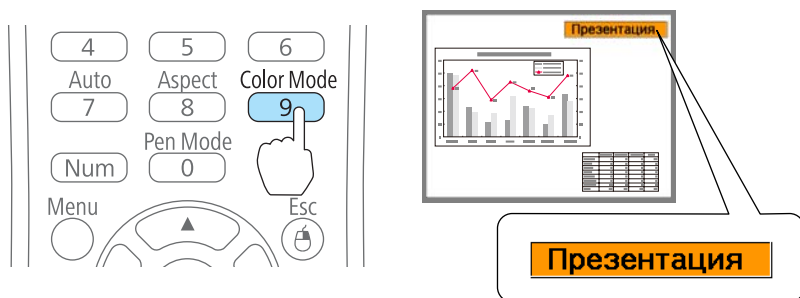 4 5 6
Auto Aspect Color Mode
7 8 9
Pen Mode
Num 0
Menu Esc
Презентация
Презентация